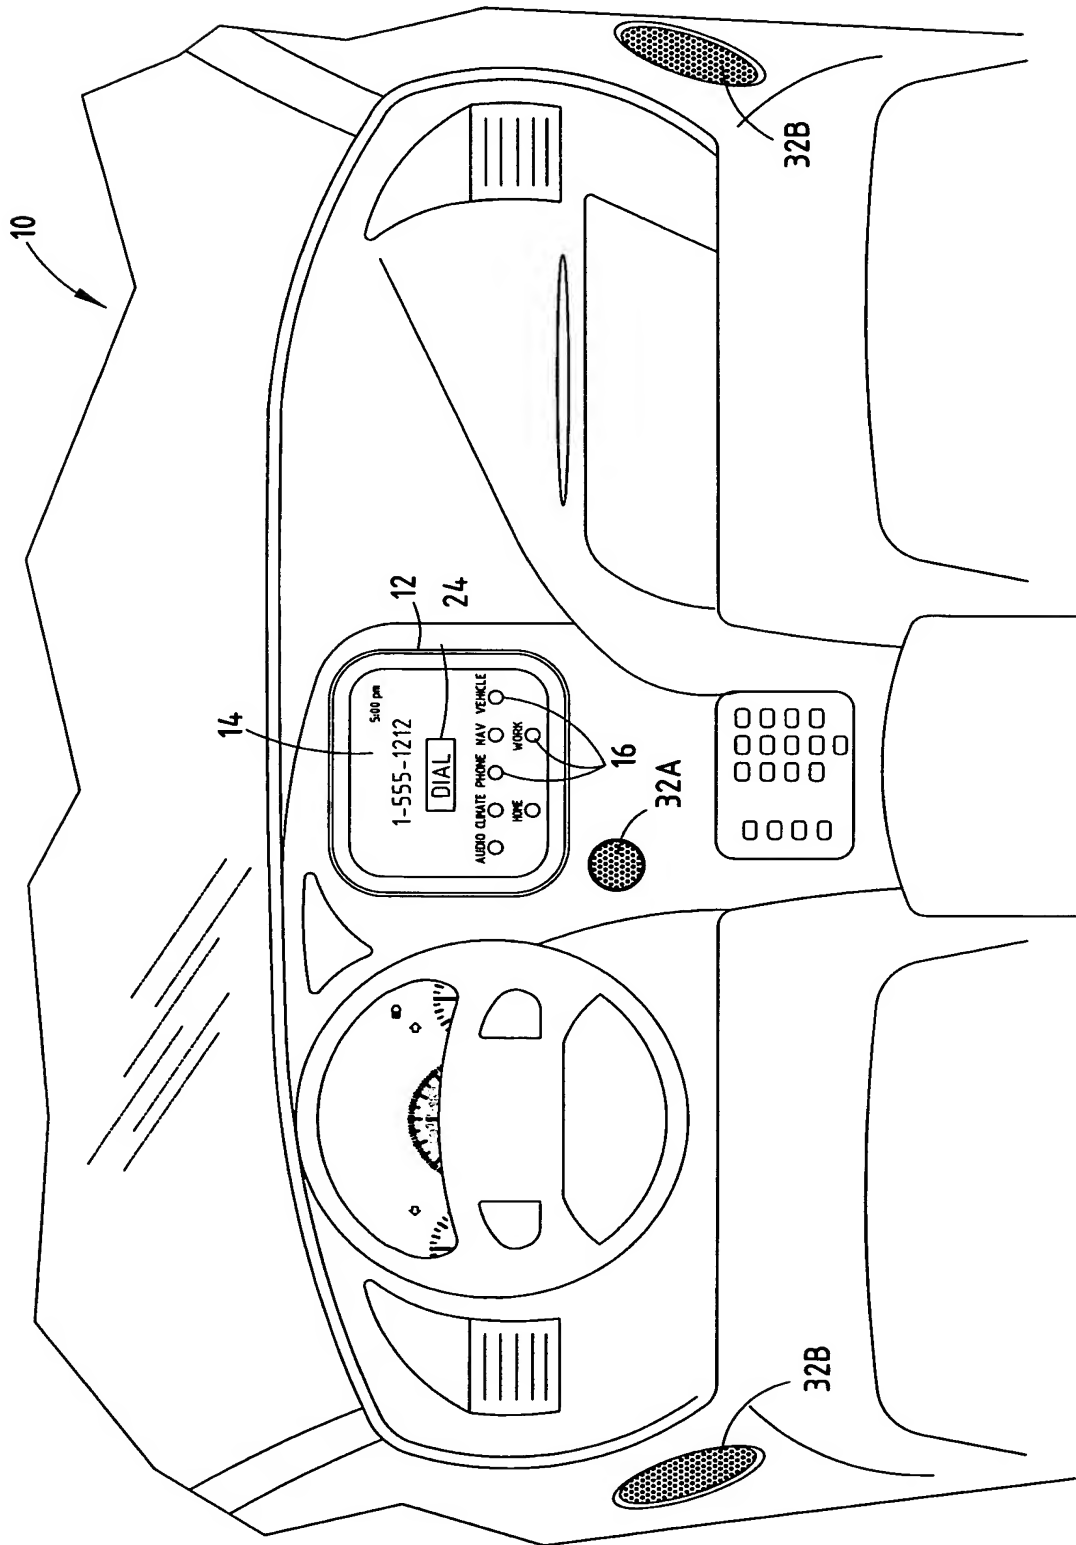 10
14
5:00 pm
1-555-1212
DIAL
12
24
AUDIO CLIMATE PHONE NAV VEHICLE
HOME WORK
16
32A
32B
32B